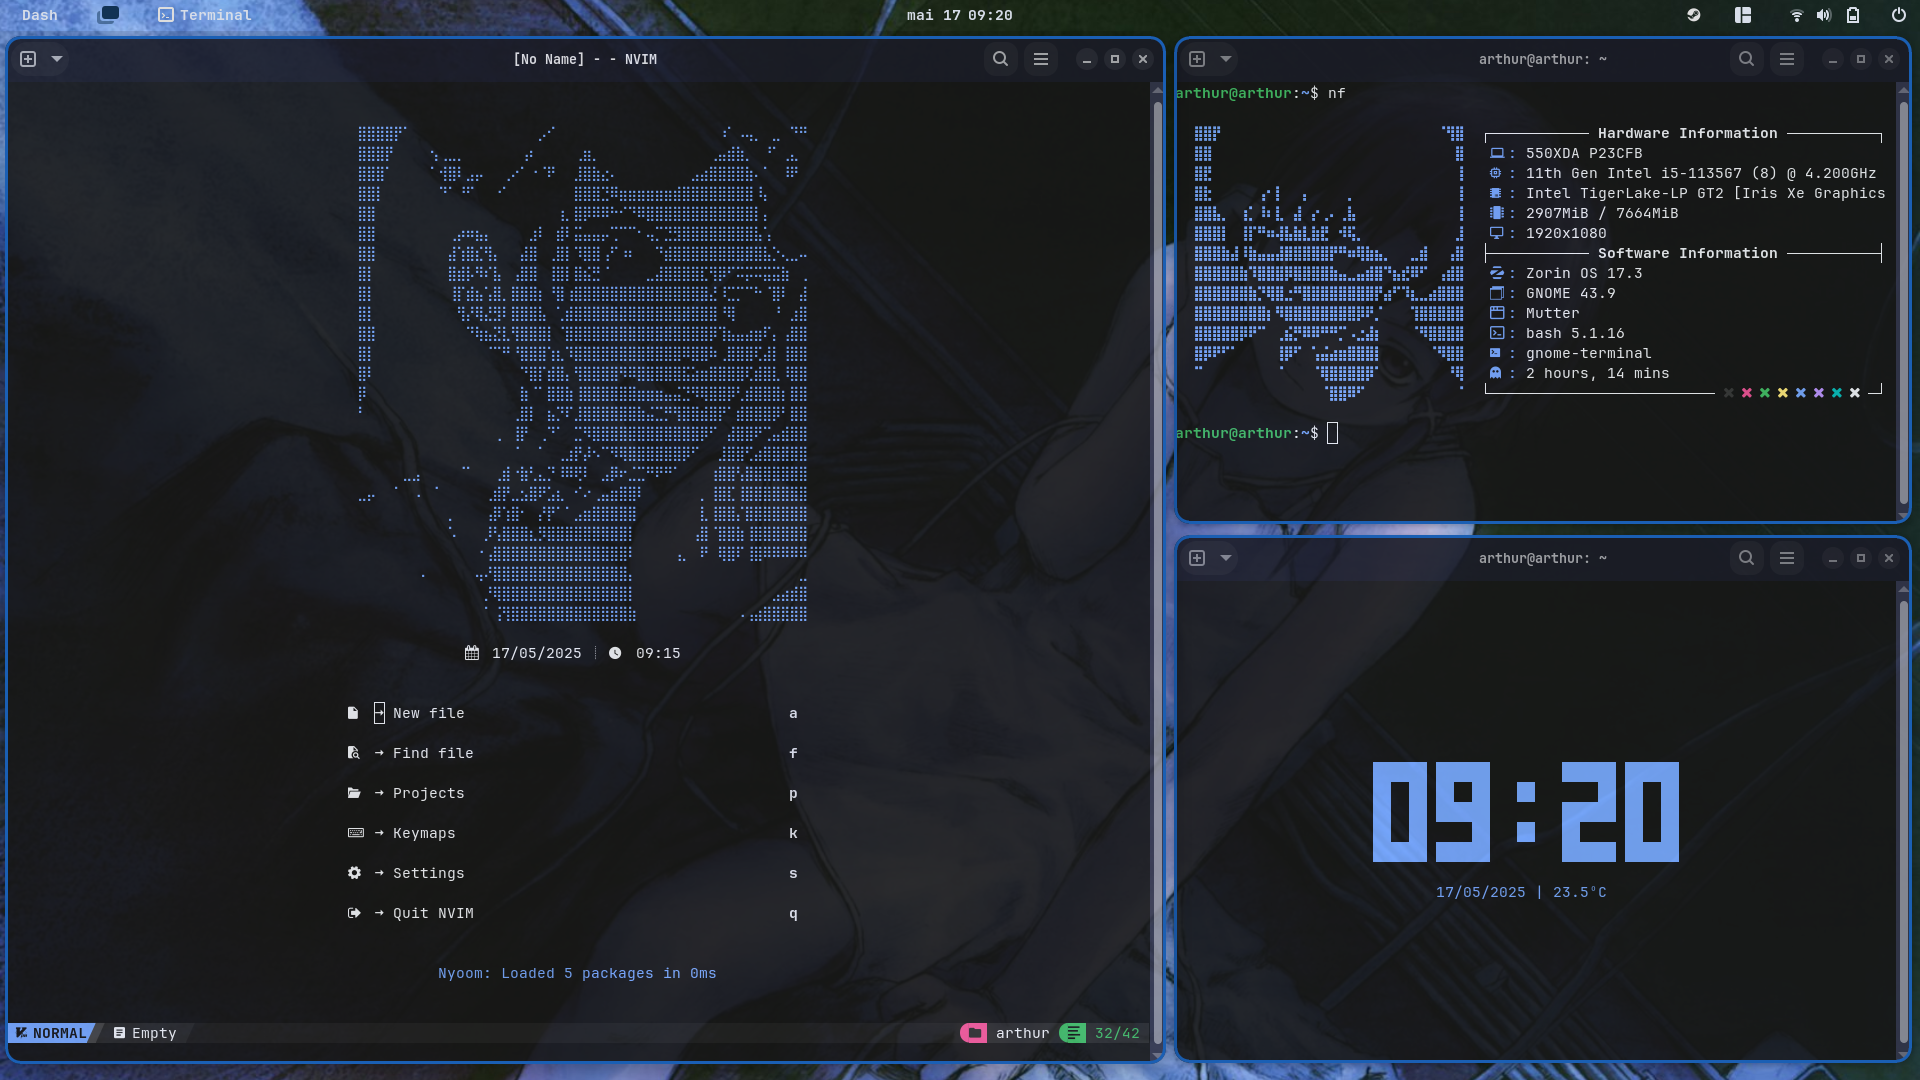 Dash
Terminal
mai 17 09:20
[No Name] - - NVIM
17/05/2025
09:15
→ New file a
→ Find file f
→ Projects p
→ Keymaps k
→ Settings s
→ Quit NVIM q
Nyoom: Loaded 5 packages in 0ms
NORMAL
Empty
arthur
32/42
arthur@arthur: ~
arthur@arthur:~$ nf
Hardware Information
: 550XDA P23CFB
: 11th Gen Intel i5-1135G7 (8) @ 4.200GHz
: Intel TigerLake-LP GT2 [Iris Xe Graphics
: 2907MiB / 7664MiB
: 1920x1080
Software Information
: Zorin OS 17.3
: GNOME 43.9
: Mutter
: bash 5.1.16
: gnome-terminal
: 2 hours, 14 mins
arthur@arthur:~$
arthur@arthur: ~
09:20
17/05/2025 | 23.5°C